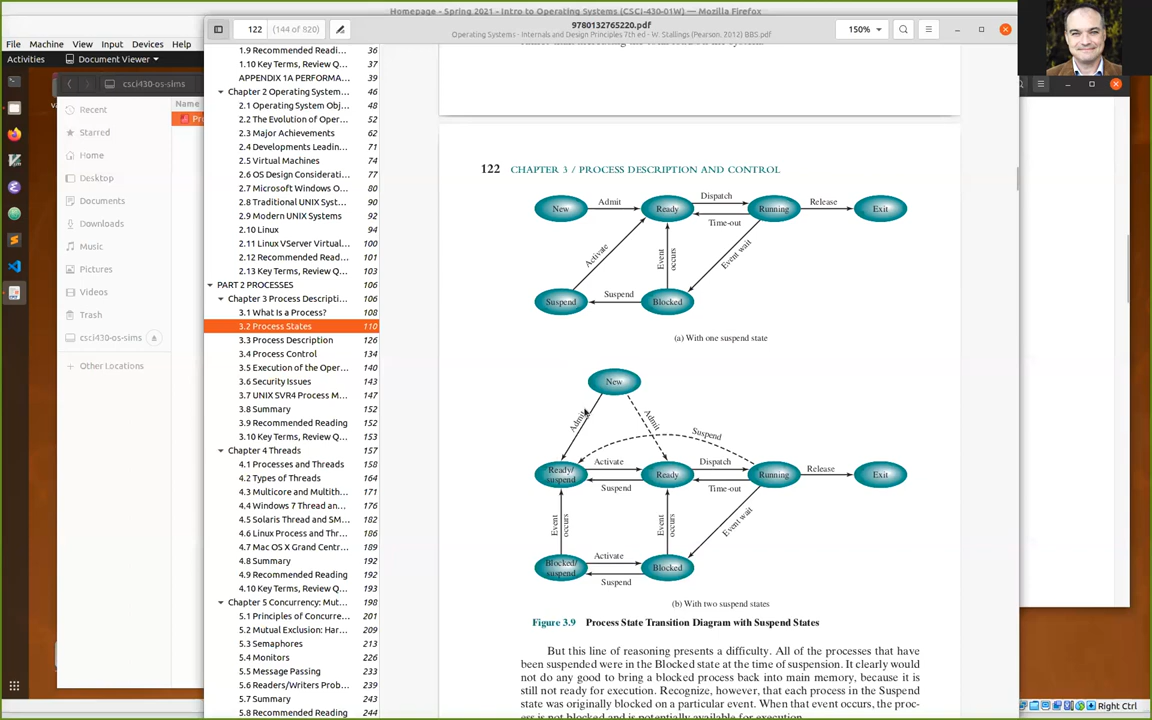 Homepage - Spring 2021 - Intro to Operating Systems (CSCI-430-01W) — Mozilla Firefox
File Machine View Input Devices Help
Activities
Document Viewer
csci430-os-sims
Recent
Starred
Home
Desktop
Documents
Downloads
Music
Pictures
Videos
Trash
csci430-os-sims
Other Locations
Name
122 (144 of 820)
9780132765220.pdf
Operating Systems - Internals and Design Principles 7th ed - W. Stallings (Pearson, 2012) BBS.pdf
150%
1.9 Recommended Readi... 36
1.10 Key Terms, Review Q... 37
APPENDIX 1A PERFORMA... 39
Chapter 2 Operating System... 46
2.1 Operating System Obj... 48
2.2 The Evolution of Oper... 52
2.3 Major Achievements 62
2.4 Developments Leadin... 71
2.5 Virtual Machines 74
2.6 OS Design Considerati... 77
2.7 Microsoft Windows O... 80
2.8 Traditional UNIX Syst... 90
2.9 Modern UNIX Systems 92
2.10 Linux 94
2.11 Linux VServer Virtual... 100
2.12 Recommended Readi... 101
2.13 Key Terms, Review Q... 103
PART 2 PROCESSES 106
Chapter 3 Process Descripti... 106
3.1 What Is a Process? 108
3.2 Process States 110
3.3 Process Description 126
3.4 Process Control 134
3.5 Execution of the Oper... 140
3.6 Security Issues 143
3.7 UNIX SVR4 Process M... 147
3.8 Summary 152
3.9 Recommended Reading 152
3.10 Key Terms, Review Q... 153
Chapter 4 Threads 157
4.1 Processes and Threads 158
4.2 Types of Threads 164
4.3 Multicore and Multith... 171
4.4 Windows 7 Thread an... 176
4.5 Solaris Thread and SM... 182
4.6 Linux Process and Thr... 186
4.7 Mac OS X Grand Centr... 189
4.8 Summary 192
4.9 Recommended Reading 192
4.10 Key Terms, Review Q... 193
Chapter 5 Concurrency: Mut... 198
5.1 Principles of Concurre... 201
5.2 Mutual Exclusion: Har... 209
5.3 Semaphores 213
5.4 Monitors 226
5.5 Message Passing 233
5.6 Readers/Writers Prob... 239
5.7 Summary 243
5.8 Recommended Reading 244
122 CHAPTER 3 / PROCESS DESCRIPTION AND CONTROL
New Admit Ready Dispatch Running Release Exit
Time-out
Activate
Event occurs
Event wait
Suspend Suspend Blocked
(a) With one suspend state
New
Admit Admit
Suspend
Ready/ suspend Activate Ready Dispatch Running Release Exit
Suspend Time-out
Event occurs
Event occurs
Event wait
Blocked/ suspend Activate Blocked
Suspend
(b) With two suspend states
Figure 3.9 Process State Transition Diagram with Suspend States
But this line of reasoning presents a difficulty. All of the processes that have
been suspended were in the Blocked state at the time of suspension. It clearly would
not do any good to bring a blocked process back into main memory, because it is
still not ready for execution. Recognize, however, that each process in the Suspend
state was originally blocked on a particular event. When that event occurs, the proc-
ess is not blocked and is potentially available for execution.
Right Ctrl